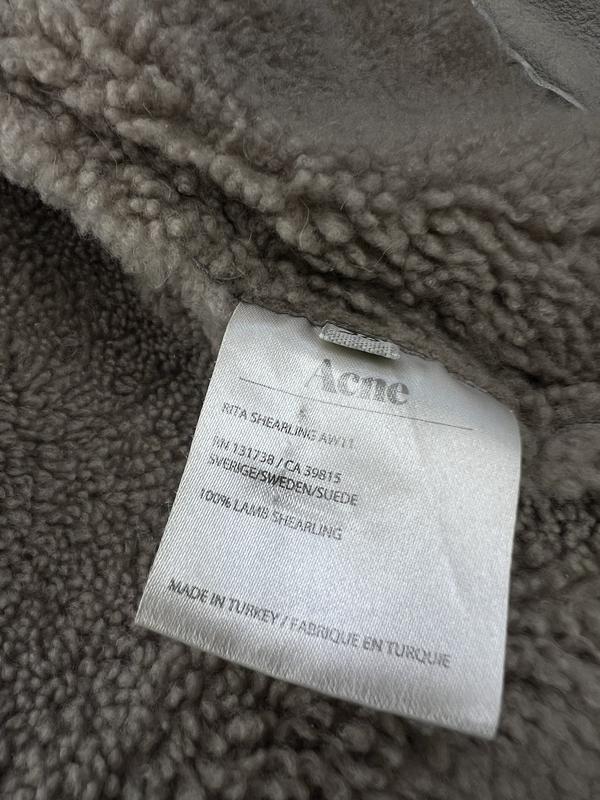 Acne
RITA SHEARLING AW11
RN 131738 / CA 39815
SVERIGE/SWEDEN/SUEDE
100% LAMB SHEARLING
MADE IN TURKEY / FABRIQUE EN TURQUIE